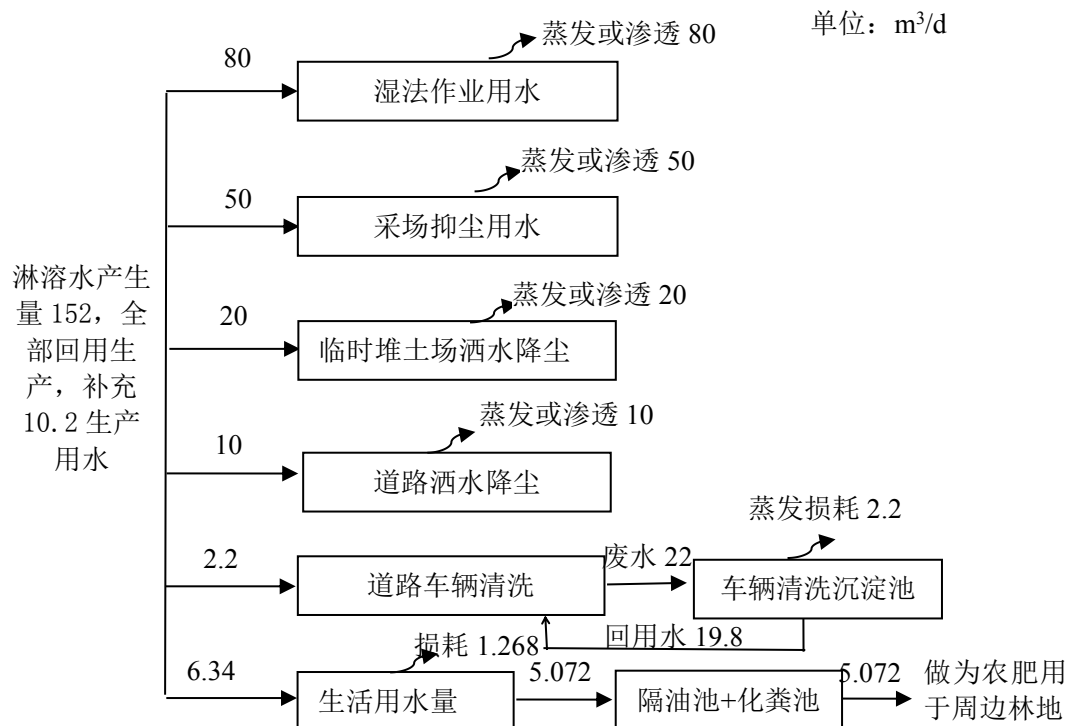 单位：m³/d
蒸发或渗透 80
80
湿法作业用水
蒸发或渗透 50
50
采场抑尘用水
淋溶水产生
量 152，全
部回用生
产，补充
10.2 生产
用水
蒸发或渗透 20
20
临时堆土场洒水降尘
蒸发或渗透 10
10
道路洒水降尘
蒸发损耗 2.2
2.2
道路车辆清洗
废水 22
车辆清洗沉淀池
回用水 19.8
损耗 1.268
6.34
生活用水量
5.072
隔油池+化粪池
5.072
做为农肥用
于周边林地